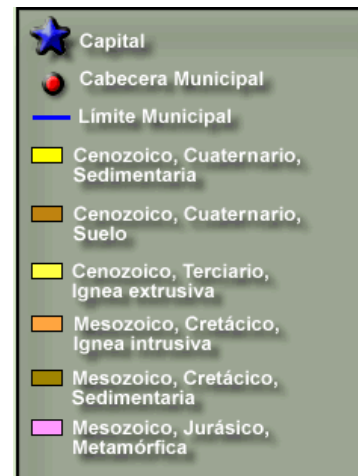 Capital
Cabecera Municipal
Límite Municipal
Cenozoico, Cuaternario,
Sedimentaria
Cenozoico, Cuaternario,
Suelo
Cenozoico, Terciario,
Ignea extrusiva
Mesozoico, Cretácico,
Ignea intrusiva
Mesozoico, Cretácico,
Sedimentaria
Mesozoico, Jurásico,
Metamórfica